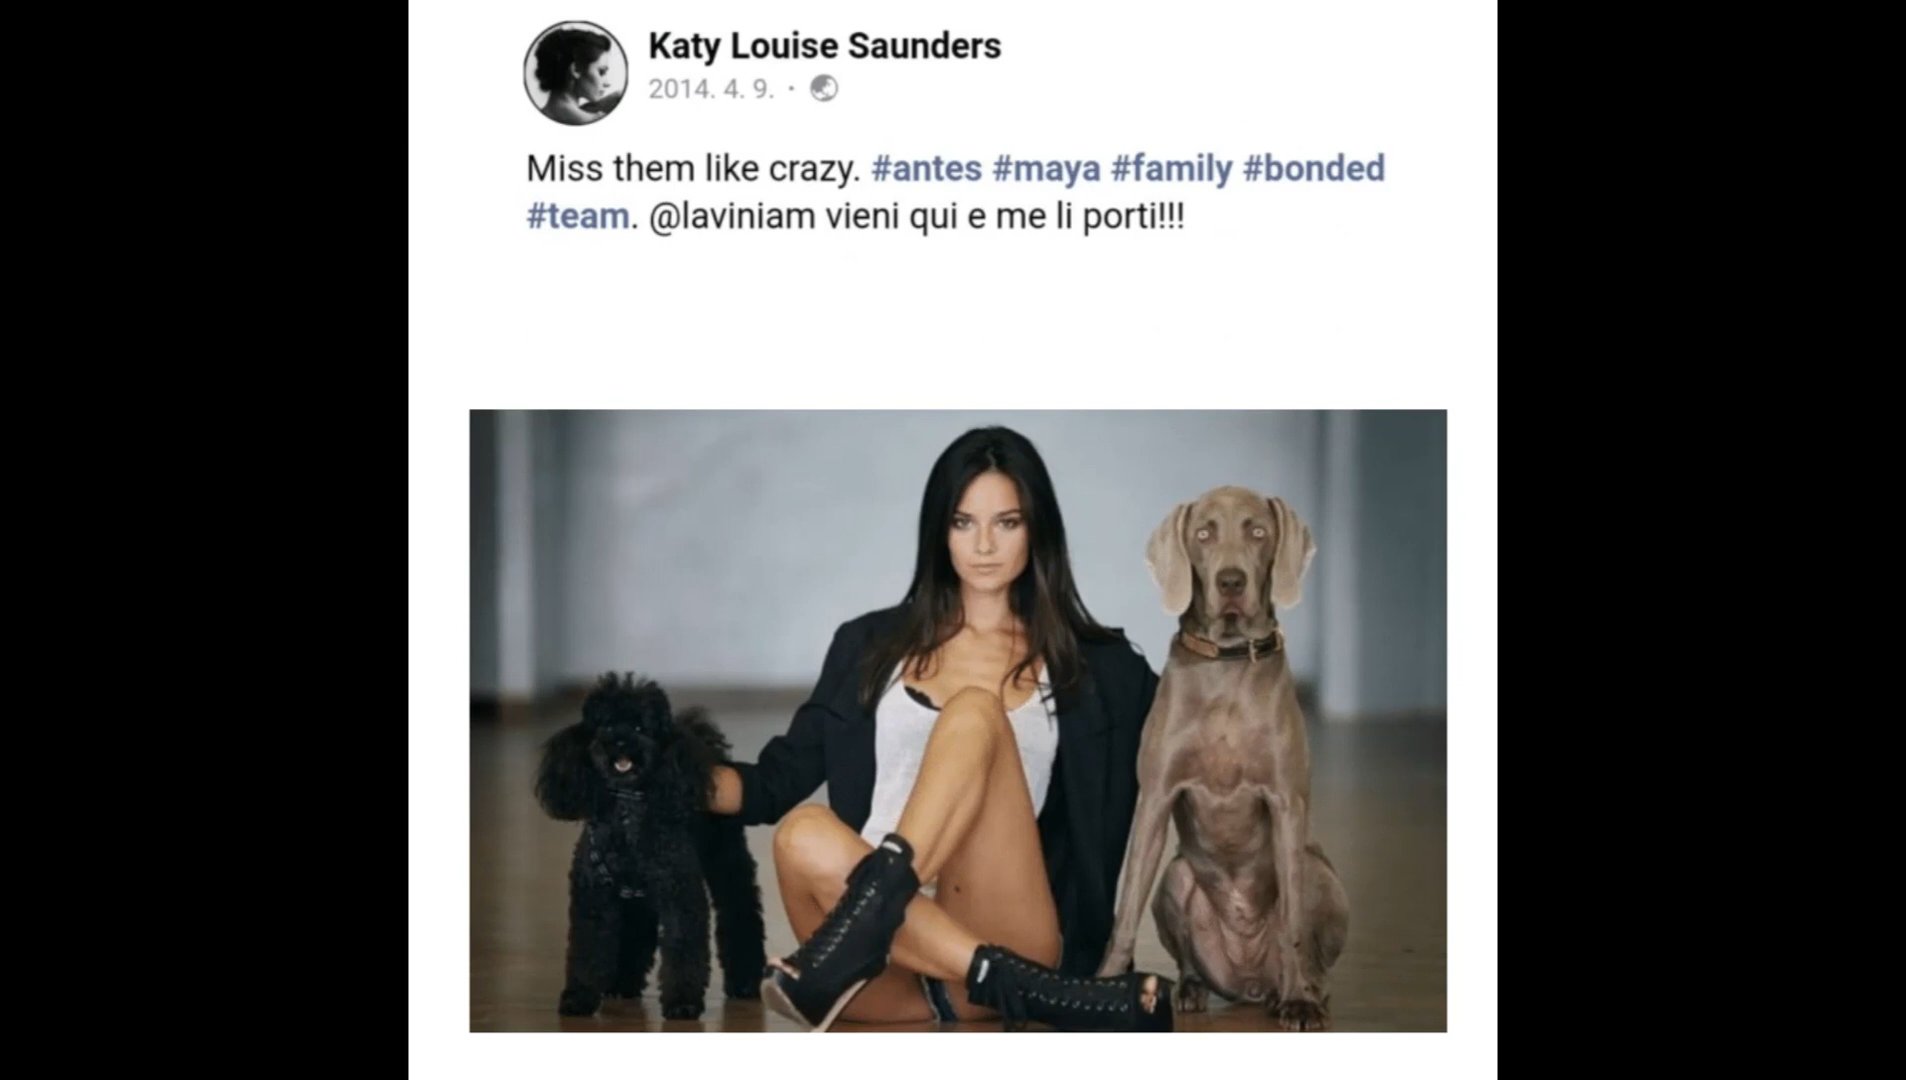 Katy Louise Saunders
2014. 4. 9. ·
Miss them like crazy. #antes #maya #family #bonded
#team. @laviniam vieni qui e me li porti!!!